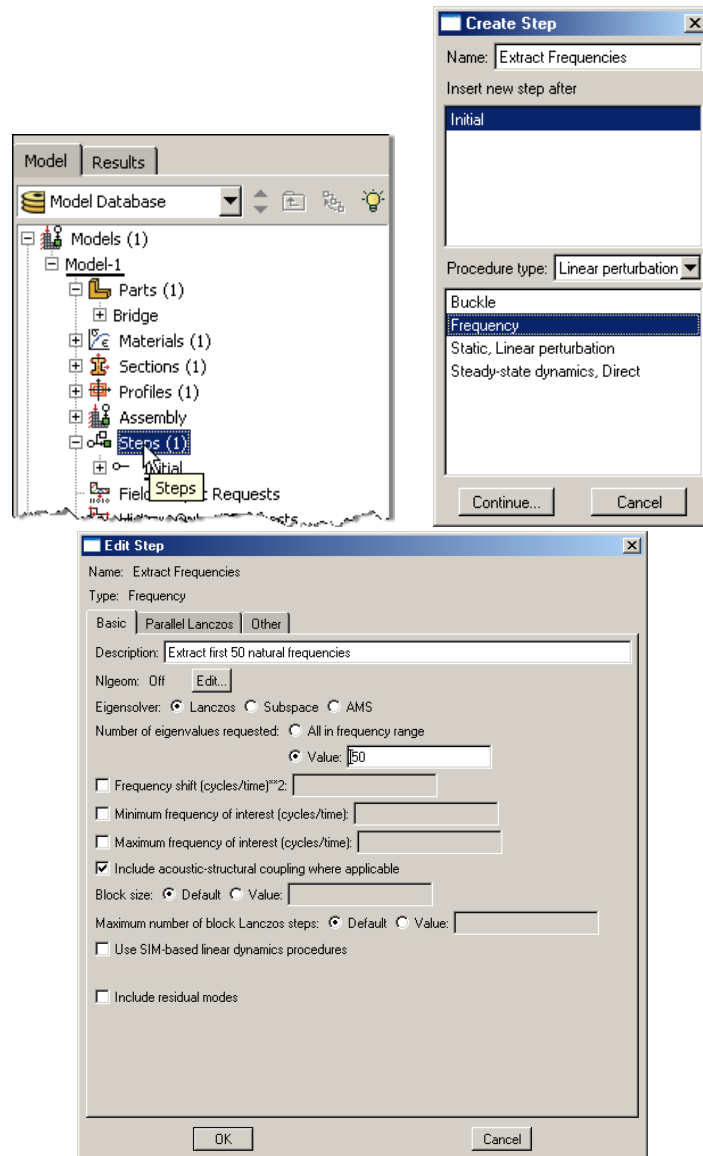 Create Step
Name: Extract Frequencies
Insert new step after
Initial
Procedure type: Linear perturbation
Buckle
Frequency
Static, Linear perturbation
Steady-state dynamics, Direct
Continue... Cancel
Model Results
Model Database
Models (1)
Model-1
Parts (1)
Bridge
Materials (1)
Sections (1)
Profiles (1)
Assembly
Steps (1)
Initial
Steps
Field Requests
Edit Step
Name: Extract Frequencies
Type: Frequency
Basic Parallel Lanczos Other
Description: Extract first 50 natural frequencies
Nlgeom: Off Edit...
Eigensolver: Lanczos Subspace AMS
Number of eigenvalues requested: All in frequency range
Value: 50
Frequency shift (cycles/time)**2:
Minimum frequency of interest (cycles/time):
Maximum frequency of interest (cycles/time):
Include acoustic-structural coupling where applicable
Block size: Default Value:
Maximum number of block Lanczos steps: Default Value:
Use SIM-based linear dynamics procedures
Include residual modes
OK Cancel